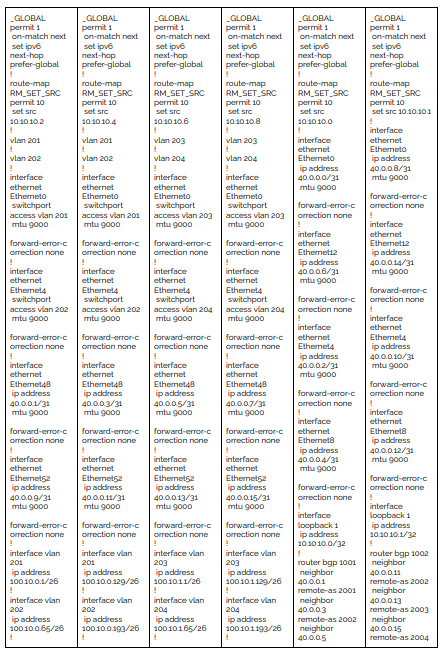 _GLOBAL
permit 1
on-match next
set ipv6
next-hop
prefer-global
!
route-map
RM_SET_SRC
permit 10
set src
10.10.10.2
!
vlan 201
!
vlan 202
!
interface
ethernet
Ethernet0
switchport
access vlan 201
mtu 9000
forward-error-c
orrection none
!
interface
ethernet
Ethernet4
switchport
access vlan 202
mtu 9000
forward-error-c
orrection none
!
interface
ethernet
Ethernet48
ip address
40.0.0.1/31
mtu 9000
forward-error-c
orrection none
!
interface
ethernet
Ethernet52
ip address
40.0.0.9/31
mtu 9000
forward-error-c
orrection none
!
interface vlan
201
ip address
100.10.0.1/26
!
interface vlan
202
ip address
100.10.0.65/26
!
_GLOBAL
permit 1
on-match next
set ipv6
next-hop
prefer-global
!
route-map
RM_SET_SRC
permit 10
set src
10.10.10.4
!
vlan 201
!
vlan 202
!
interface
ethernet
Ethernet0
switchport
access vlan 201
mtu 9000
forward-error-c
orrection none
!
interface
ethernet
Ethernet4
switchport
access vlan 202
mtu 9000
forward-error-c
orrection none
!
interface
ethernet
Ethernet48
ip address
40.0.0.3/31
mtu 9000
forward-error-c
orrection none
!
interface
ethernet
Ethernet52
ip address
40.0.0.11/31
mtu 9000
forward-error-c
orrection none
!
interface vlan
201
ip address
100.10.0.129/26
!
interface vlan
202
ip address
100.10.0.193/26
!
_GLOBAL
permit 1
on-match next
set ipv6
next-hop
prefer-global
!
route-map
RM_SET_SRC
permit 10
set src
10.10.10.6
!
vlan 203
!
vlan 204
!
interface
ethernet
Ethernet0
switchport
access vlan 203
mtu 9000
forward-error-c
orrection none
!
interface
ethernet
Ethernet4
switchport
access vlan 204
mtu 9000
forward-error-c
orrection none
!
interface
ethernet
Ethernet48
ip address
40.0.0.5/31
mtu 9000
forward-error-c
orrection none
!
interface
ethernet
Ethernet52
ip address
40.0.0.13/31
mtu 9000
forward-error-c
orrection none
!
interface vlan
203
ip address
100.10.1.1/26
!
interface vlan
204
ip address
100.10.1.65/26
!
_GLOBAL
permit 1
on-match next
set ipv6
next-hop
prefer-global
!
route-map
RM_SET_SRC
permit 10
set src
10.10.10.8
!
vlan 203
!
vlan 204
!
interface
ethernet
Ethernet0
switchport
access vlan 203
mtu 9000
forward-error-c
orrection none
!
interface
ethernet
Ethernet4
switchport
access vlan 204
mtu 9000
forward-error-c
orrection none
!
interface
ethernet
Ethernet48
ip address
40.0.0.7/31
mtu 9000
forward-error-c
orrection none
!
interface
ethernet
Ethernet52
ip address
40.0.0.15/31
mtu 9000
forward-error-c
orrection none
!
interface vlan
203
ip address
100.10.1.129/26
!
interface vlan
204
ip address
100.10.1.193/26
!
_GLOBAL
permit 1
on-match next
set ipv6
next-hop
prefer-global
!
route-map
RM_SET_SRC
permit 10
set src
10.10.10.0
!
interface
ethernet
Ethernet0
ip address
40.0.0.0/31
mtu 9000
forward-error-c
orrection none
!
interface
ethernet
Ethernet12
ip address
40.0.0.6/31
mtu 9000
forward-error-c
orrection none
!
interface
ethernet
Ethernet4
ip address
40.0.0.2/31
mtu 9000
forward-error-c
orrection none
!
interface
ethernet
Ethernet8
ip address
40.0.0.4/31
mtu 9000
forward-error-c
orrection none
!
interface
loopback 1
ip address
10.10.10.0/32
!
router bgp 1001
neighbor
40.0.0.1
remote-as 2001
neighbor
40.0.0.3
remote-as 2002
neighbor
40.0.0.5
_GLOBAL
permit 1
on-match next
set ipv6
next-hop
prefer-global
!
route-map
RM_SET_SRC
permit 10
set src 10.10.10.1
!
interface
ethernet
Ethernet0
ip address
40.0.0.8/31
mtu 9000
forward-error-c
orrection none
!
interface
ethernet
Ethernet12
ip address
40.0.0.14/31
mtu 9000
forward-error-c
orrection none
!
interface
ethernet
Ethernet4
ip address
40.0.0.10/31
mtu 9000
forward-error-c
orrection none
!
interface
ethernet
Ethernet8
ip address
40.0.0.12/31
mtu 9000
forward-error-c
orrection none
!
interface
loopback 1
ip address
10.10.10.1/32
!
router bgp 1002
neighbor
40.0.0.11
remote-as 2002
neighbor
40.0.0.13
remote-as 2003
neighbor
40.0.0.15
remote-as 2004